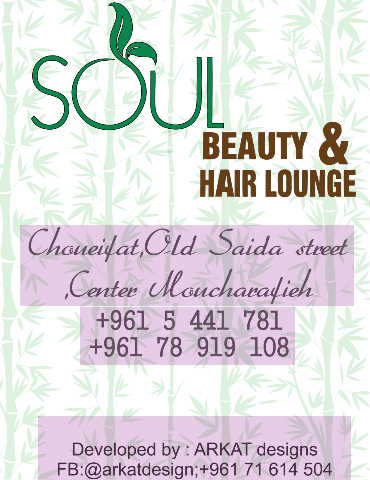 SOUL
BEAUTY &
HAIR LOUNGE
Choueifat,Old Saida street
,Center Moucharafieh
+961 5 441 781
+961 78 919 108
Developed by : ARKAT designs
FB:@arkatdesign;+961 71 614 504